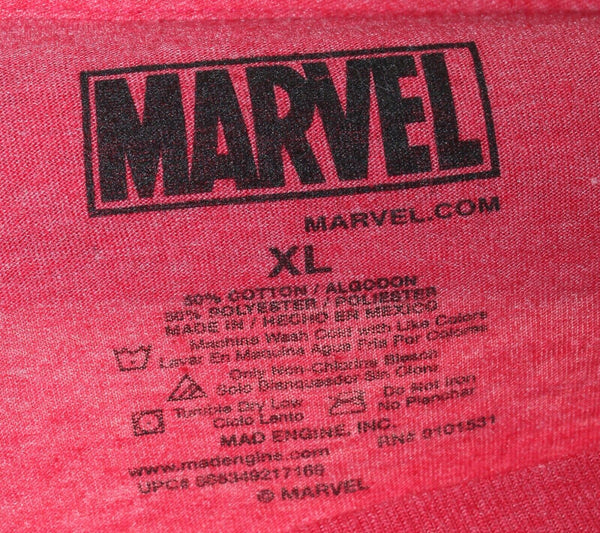 MARVEL
MARVEL.COM
XL
50% COTTON / ALGODON
50% POLYESTER / POLIESTER
MADE IN / HECHO EN MEXICO
Machine Wash Cold with Like Colors
Lavar En Maquina Agua Fria Por Colores
Only Non-Chlorine Bleach
Solo Blanqueador Sin Cloro
Tumble Dry Low
Ciclo Lento
Do Not Iron
No Planchar
MAD ENGINE, INC.
www.madengine.com RN# 9101531
UPC#
© MARVEL